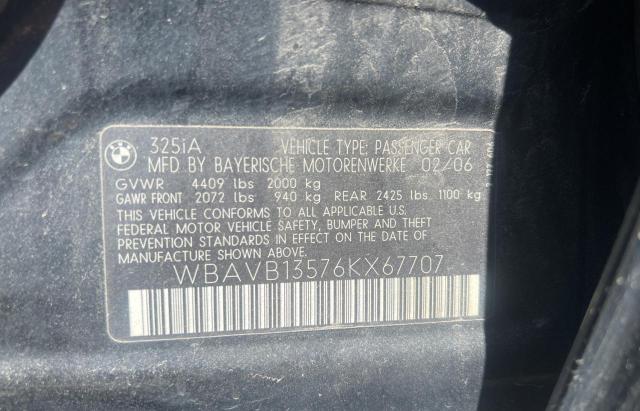 BMW
325iA VEHICLE TYPE: PASSENGER CAR
MFD BY BAYERISCHE MOTORENWERKE 02/06
GVWR 4409 lbs 2000 kg
GAWR FRONT 2072 lbs 940 kg REAR 2425 lbs 1100 kg
THIS VEHICLE CONFORMS TO ALL APPLICABLE U.S.
FEDERAL MOTOR VEHICLE SAFETY, BUMPER AND THEFT
PREVENTION STANDARDS IN EFFECT ON THE DATE OF
MANUFACTURE SHOWN ABOVE.
WBAVB13576KX67707